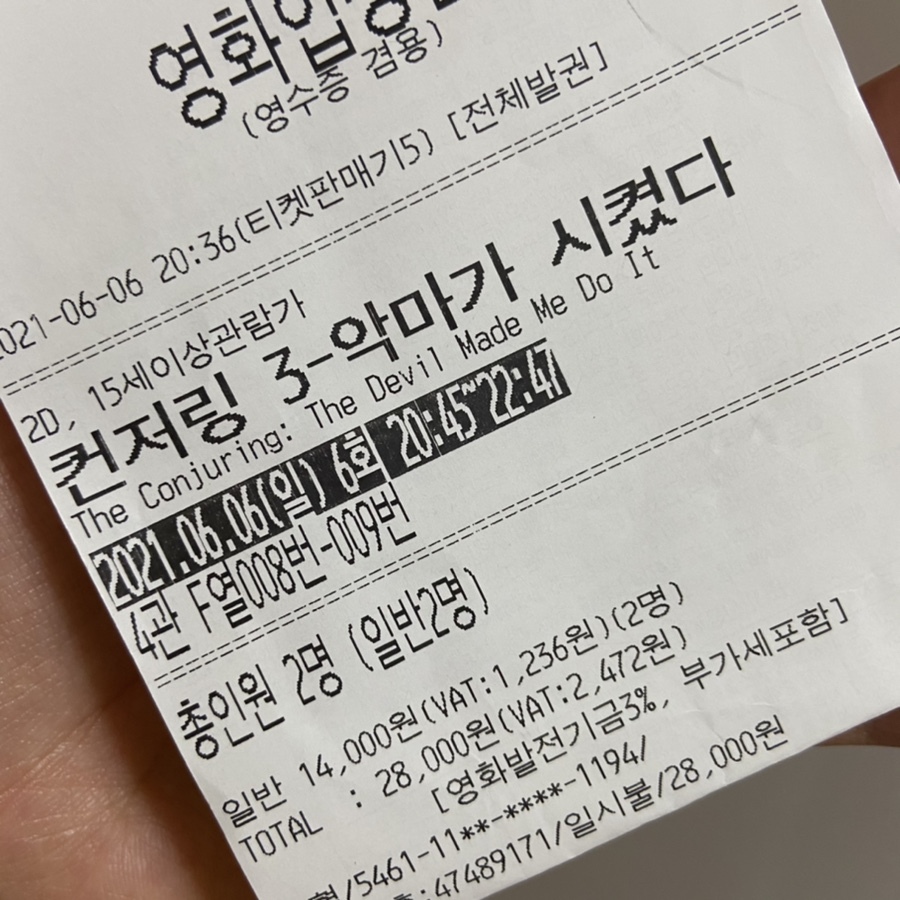 영화입장권
(영수증 겸용)
2021-06-06 20:36(티켓판매기5) [전체발권]
2D, 15세이상관람가
컨저링 3-악마가 시켰다
The Conjuring: The Devil Made Me Do It
2021.06.06(일) 6회 20:45~22:47
4관 F열008번-009번
총인원 2명 (일반2명)
일반 14,000원(VAT:1,236원)(2명)
TOTAL : 28,000원(VAT:2,472원)
[영화발전기금3%, 부가세포함]
/5461-11**-****-1194/
:47489171/일시불/28,000원